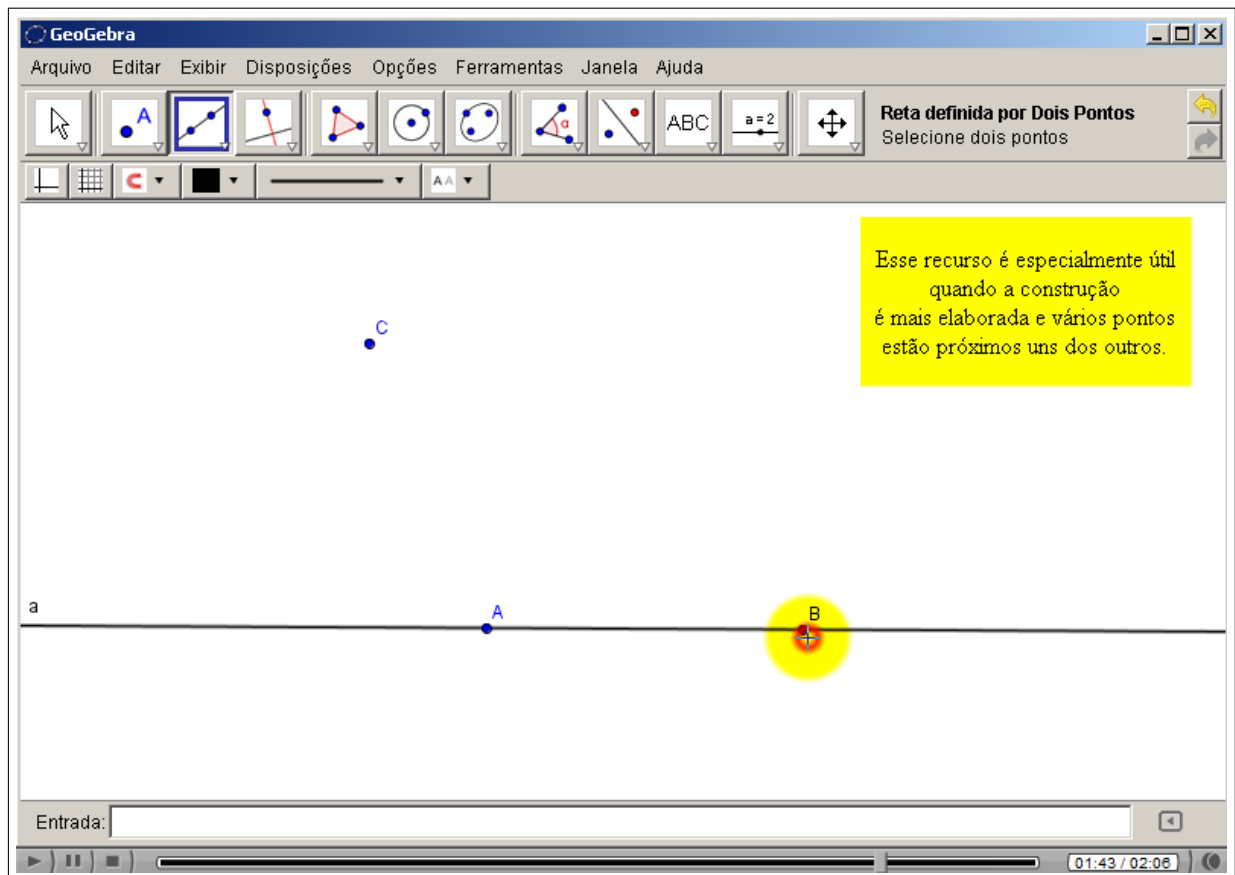 GeoGebra
Arquivo Editar Exibir Disposições Opções Ferramentas Janela Ajuda
A
α
ABC
a = 2
Reta definida por Dois Pontos
Selecione dois pontos
A A
Esse recurso é especialmente útil
quando a construção
é mais elaborada e vários pontos
estão próximos uns dos outros.
C
a
A
B
Entrada:
01:43 / 02:06